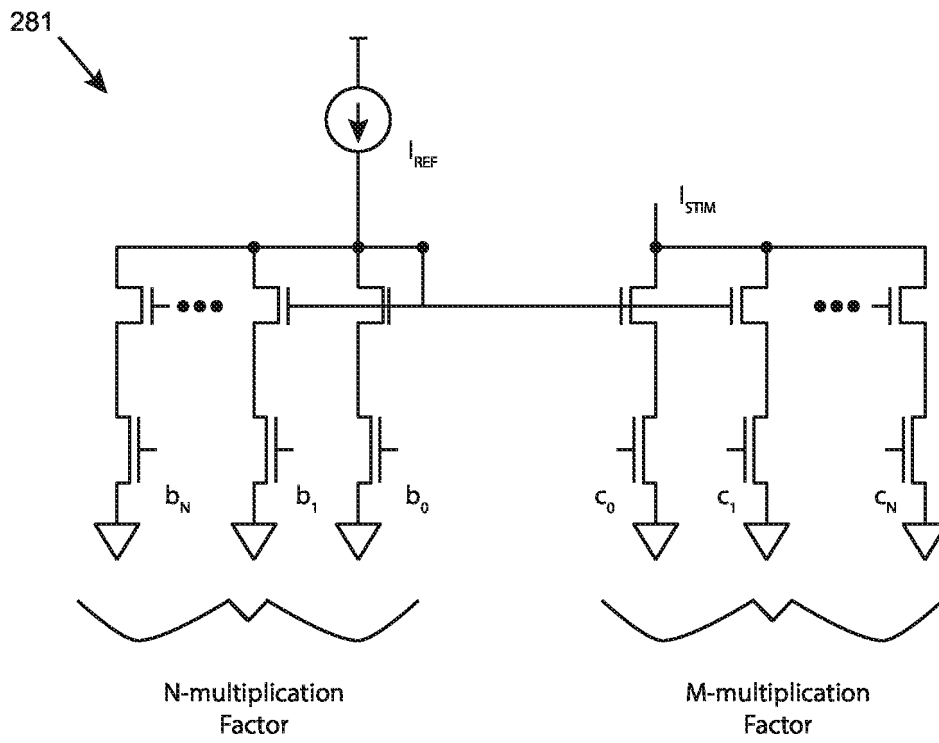 281
I_REF
I_STIM
b_N b_1 b_0 c_0 c_1 c_N
N-multiplication M-multiplication
Factor Factor